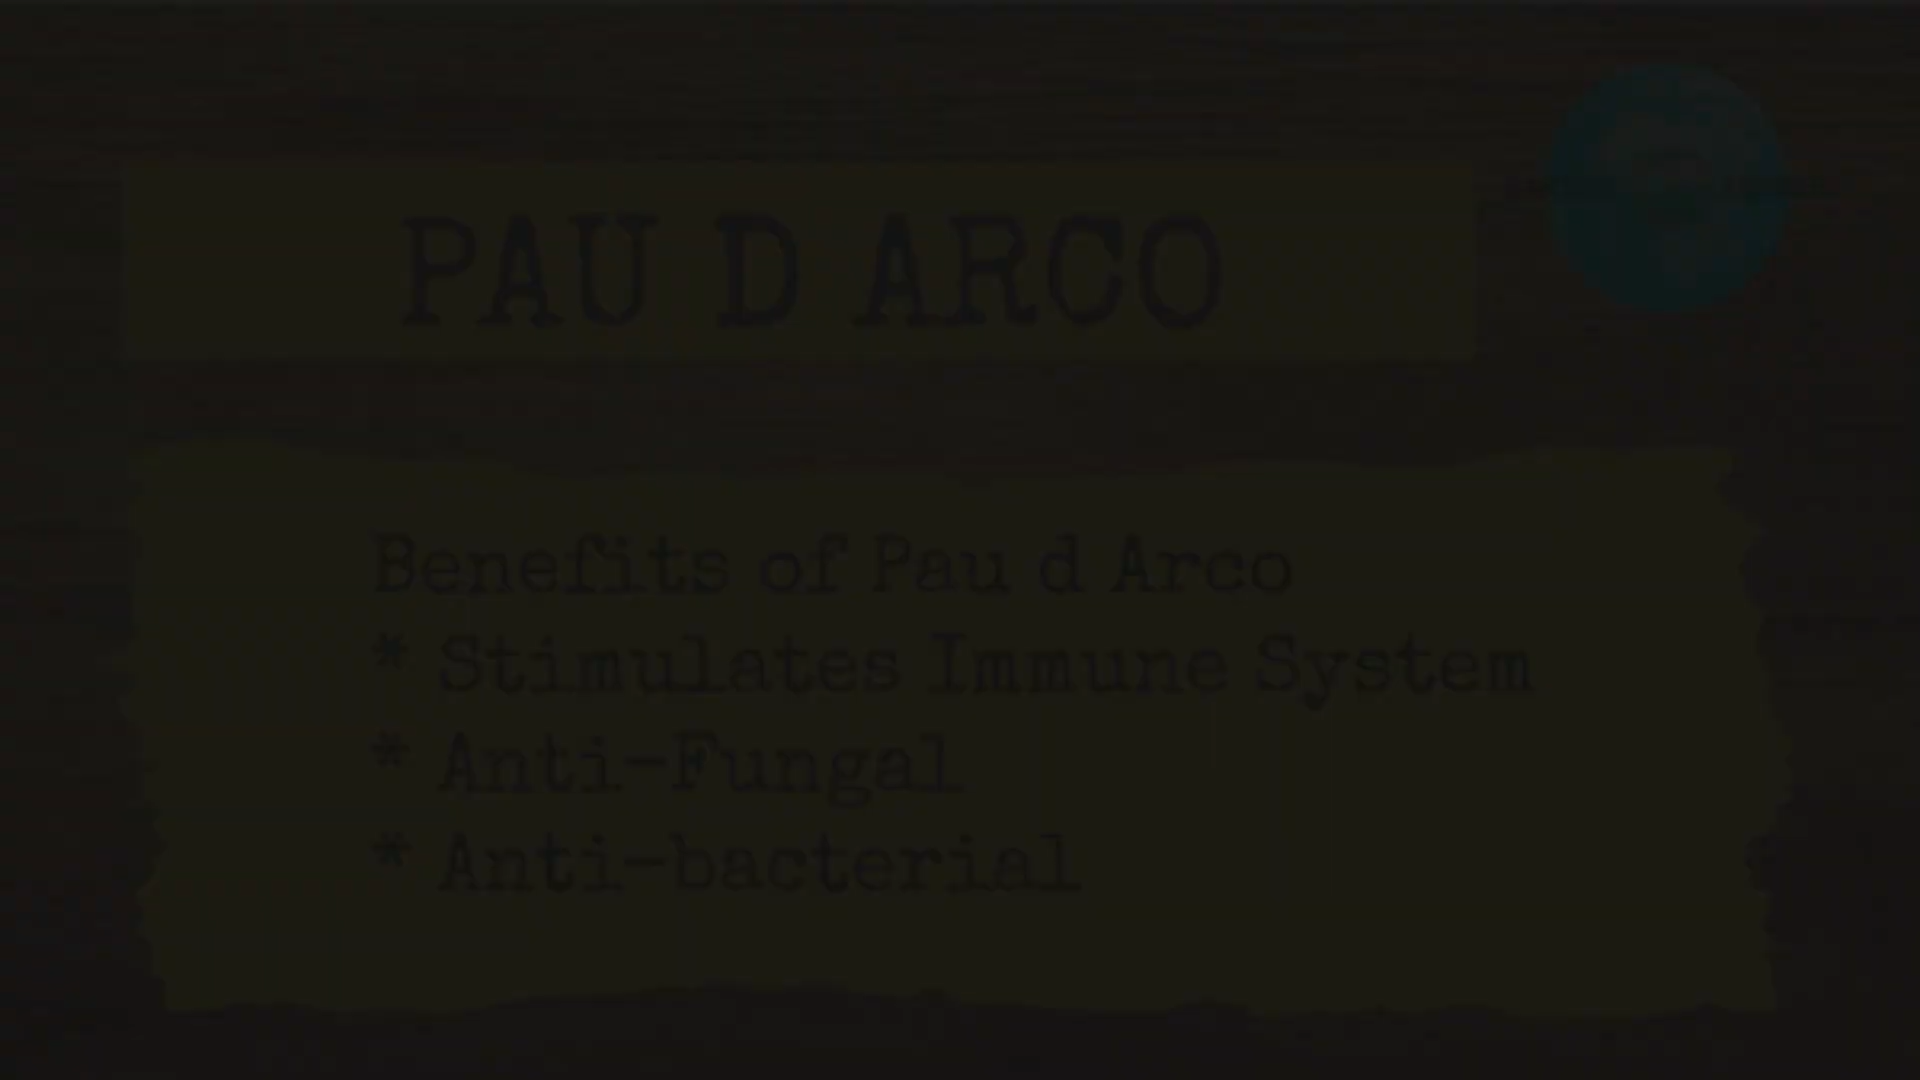 PAU D ARCO
Benefits of Pau d Arco
* Stimulates Immune System
* Anti-Fungal
* Anti-bacterial